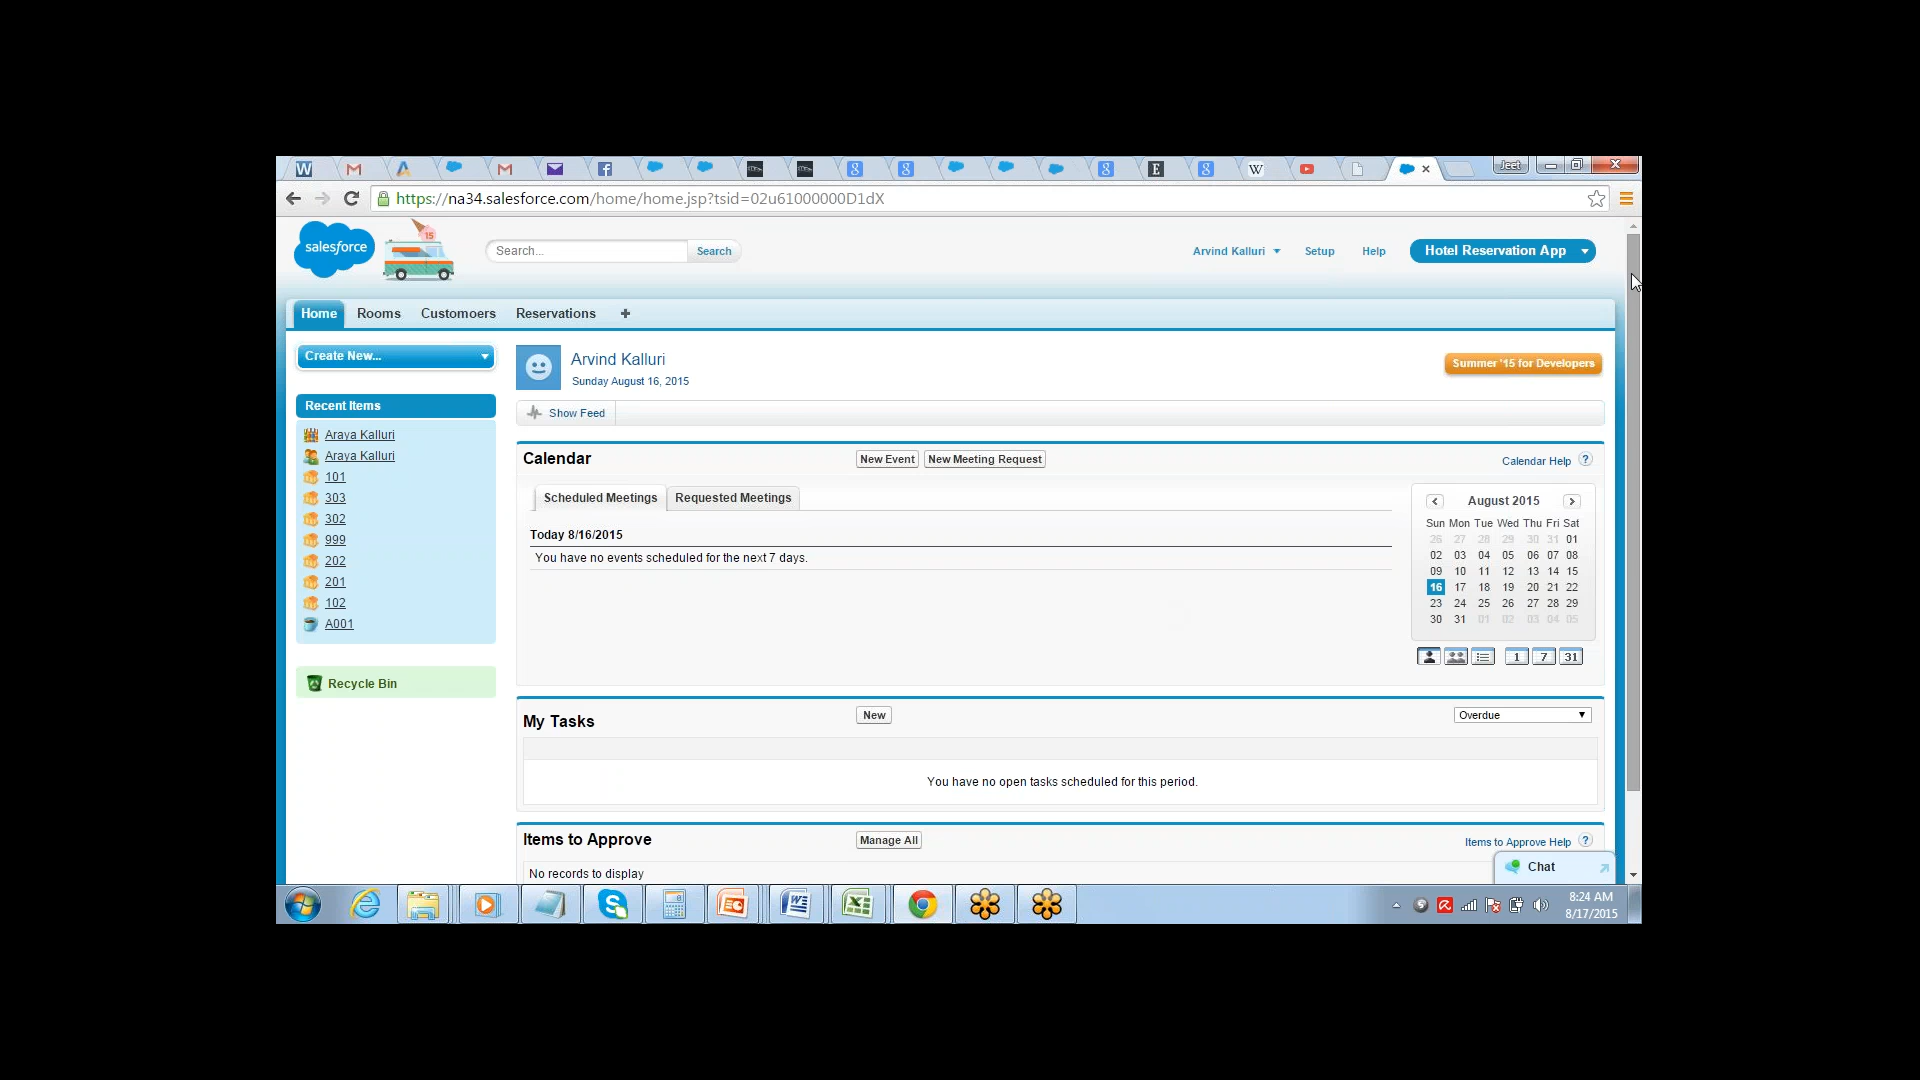 Jeet
https://na34.salesforce.com/home/home.jsp?tsid=02u61000000D1dX
salesforce
15
Search...
Search
Arvind Kalluri
Setup
Help
Hotel Reservation App
Home
Rooms
Customoers
Reservations
+
Create New...
Arvind Kalluri
Sunday August 16, 2015
Summer '15 for Developers
Show Feed
Recent Items
Araya Kalluri
Araya Kalluri
101
303
302
999
202
201
102
A001
Recycle Bin
Calendar
New Event
New Meeting Request
Calendar Help ?
Scheduled Meetings
Requested Meetings
Today 8/16/2015
You have no events scheduled for the next 7 days.
August 2015
Sun Mon Tue Wed Thu Fri Sat
26 27 28 29 30 31 01
02 03 04 05 06 07 08
09 10 11 12 13 14 15
16 17 18 19 20 21 22
23 24 25 26 27 28 29
30 31 01 02 03 04 05
1 7 31
My Tasks
New
Overdue
You have no open tasks scheduled for this period.
Items to Approve
Manage All
Items to Approve Help ?
No records to display
Chat
8:24 AM
8/17/2015